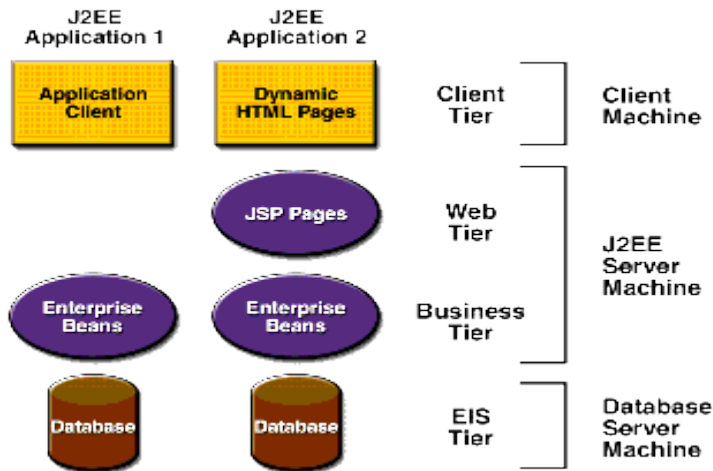 J2EE
Application 1
J2EE
Application 2
Application
Client
Dynamic
HTML Pages
Client
Tier
Client
Machine
JSP Pages
Web
Tier
J2EE
Server
Machine
Enterprise
Beans
Enterprise
Beans
Business
Tier
Database
Database
EIS
Tier
Database
Server
Machine